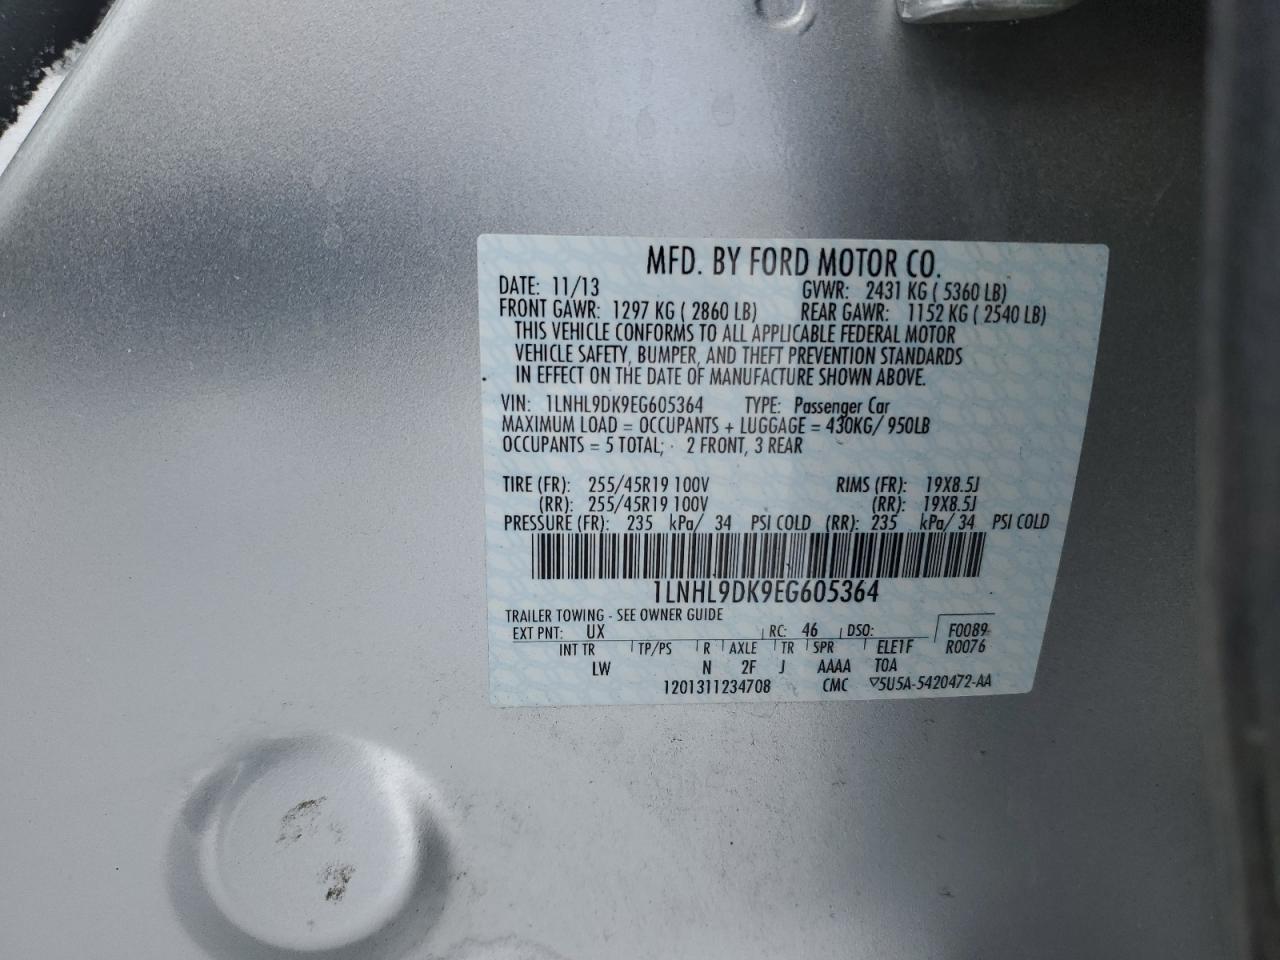 MFD. BY FORD MOTOR CO.
DATE: 11/13 GVWR: 2431 KG ( 5360 LB)
FRONT GAWR: 1297 KG ( 2860 LB) REAR GAWR: 1152 KG ( 2540 LB)
THIS VEHICLE CONFORMS TO ALL APPLICABLE FEDERAL MOTOR
VEHICLE SAFETY, BUMPER, AND THEFT PREVENTION STANDARDS
IN EFFECT ON THE DATE OF MANUFACTURE SHOWN ABOVE.
VIN: 1LNHL9DK9EG605364 TYPE: Passenger Car
MAXIMUM LOAD = OCCUPANTS + LUGGAGE = 430KG/ 950LB
OCCUPANTS = 5 TOTAL; 2 FRONT, 3 REAR
TIRE (FR): 255/45R19 100V RIMS (FR): 19X8.5J
(RR): 255/45R19 100V (RR): 19X8.5J
PRESSURE (FR): 235 kPa/ 34 PSI COLD (RR): 235 kPa/ 34 PSI COLD
1LNHL9DK9EG605364
TRAILER TOWING - SEE OWNER GUIDE
EXT PNT: UX RC: 46 DSO: F0089
INT TR TP/PS R AXLE TR SPR ELE1F R0076
LW N 2F J AAAA T0A
1201311234708 CMC ▽5U5A-5420472-AA